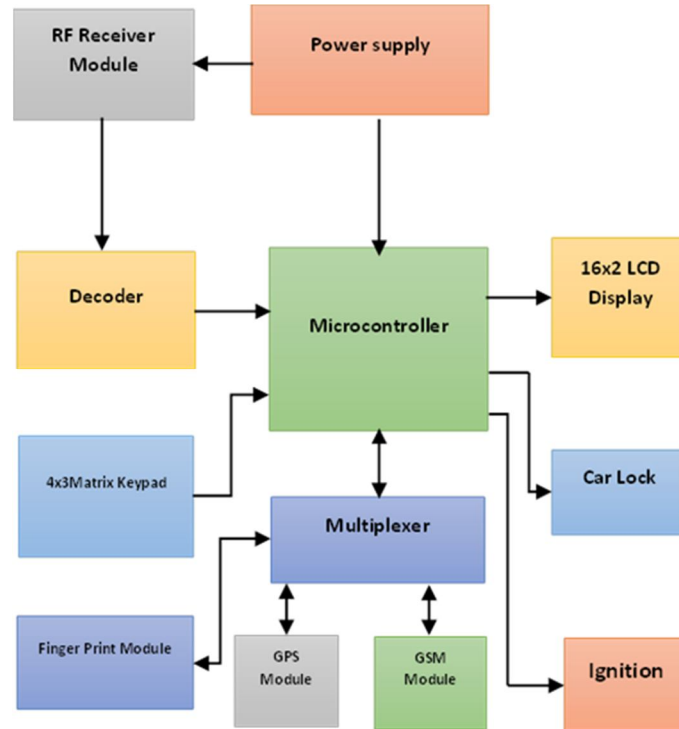 RF Receiver
Module
Power supply
Decoder
Microcontroller
16x2 LCD
Display
4x3Matrix Keypad
Multiplexer
Car Lock
Finger Print Module
GPS
Module
GSM
Module
Ignition